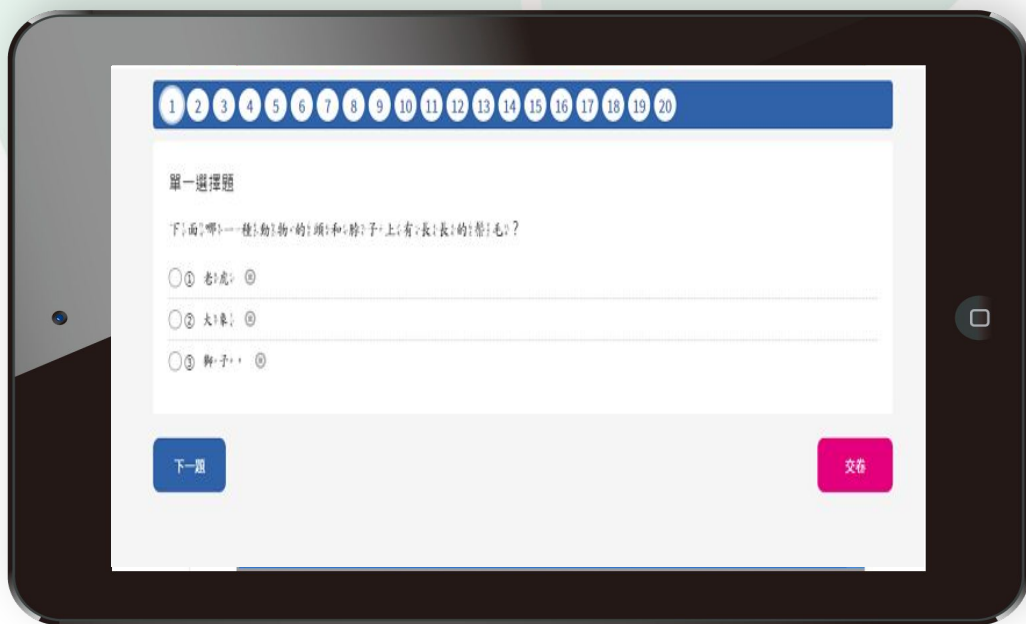 1 2 3 4 5 6 7 8 9 10 11 12 13 14 15 16 17 18 19 20
單一選擇題
下面哪一種動物的頭和脖子上有長長的鬃毛？
① 老虎
② 大象
③ 獅子
下一題
交卷